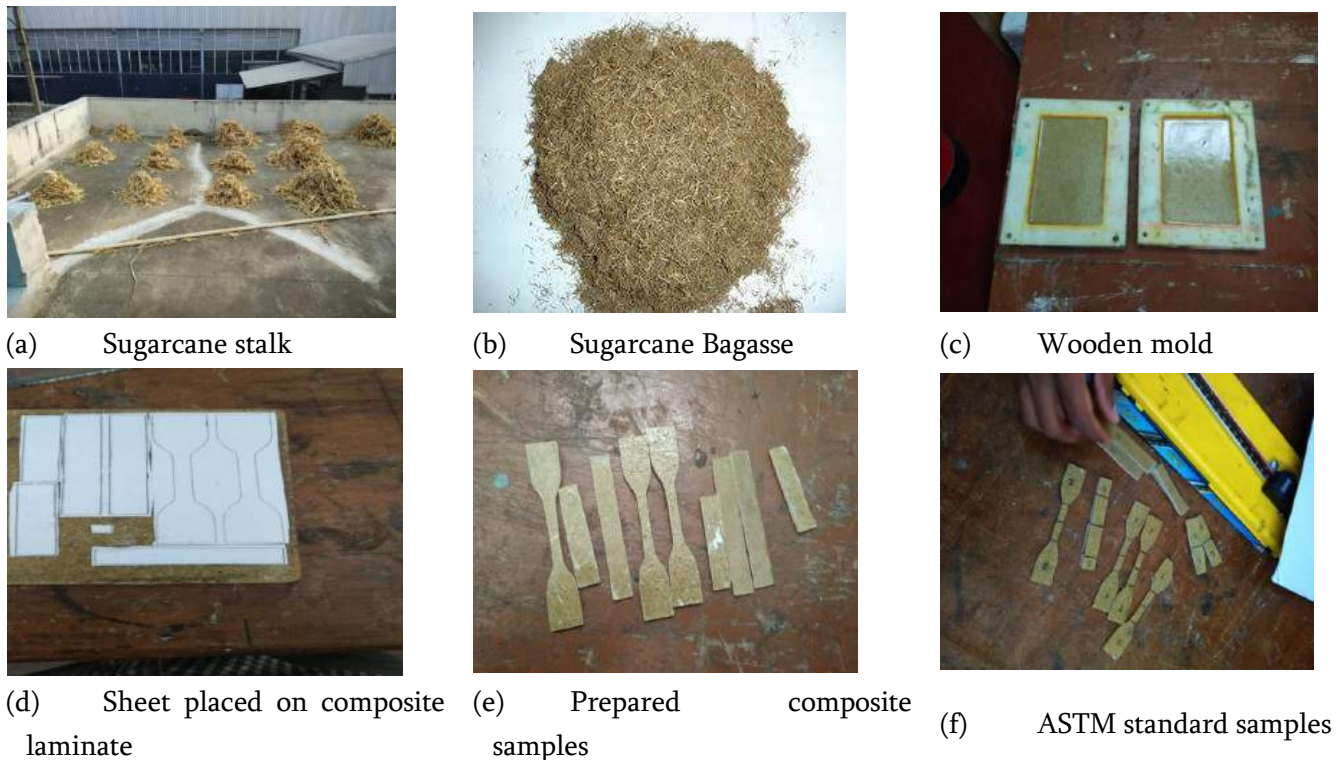 (a) Sugarcane stalk
(b) Sugarcane Bagasse
(c) Wooden mold
(d) Sheet placed on composite
laminate
(e) Prepared composite
samples
(f) ASTM standard samples